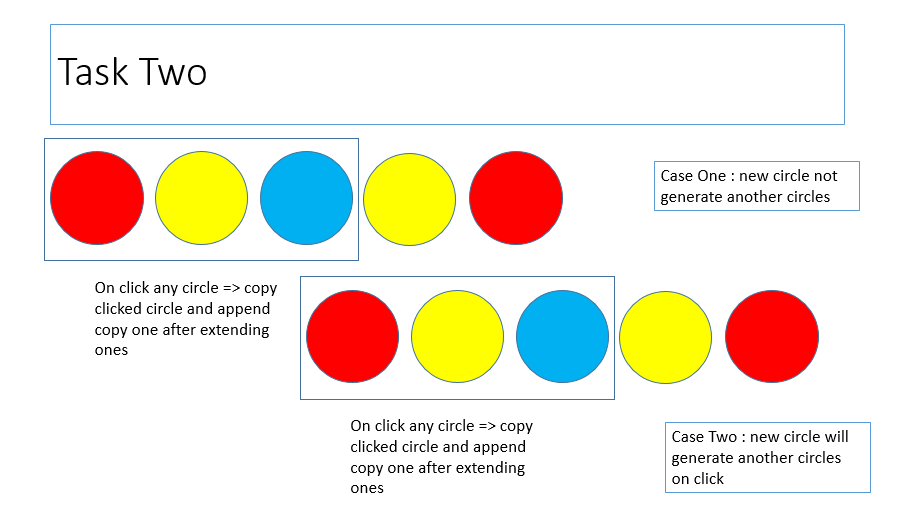 Task Two
Case One : new circle not
generate another circles
On click any circle => copy
clicked circle and append
copy one after extending
ones
On click any circle => copy
clicked circle and append
copy one after extending
ones
Case Two : new circle will
generate another circles
on click